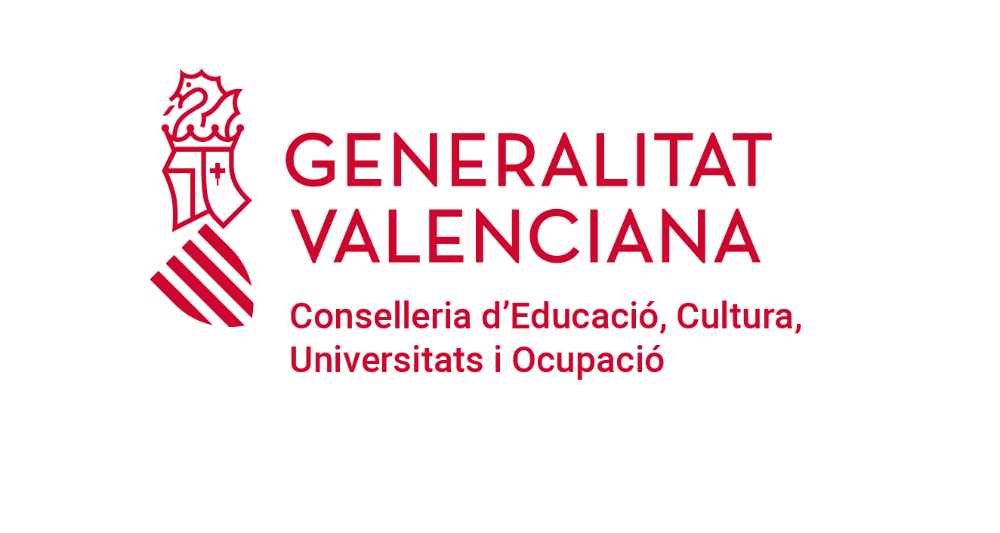 GENERALITAT
VALENCIANA
Conselleria d’Educació, Cultura,
Universitats i Ocupació